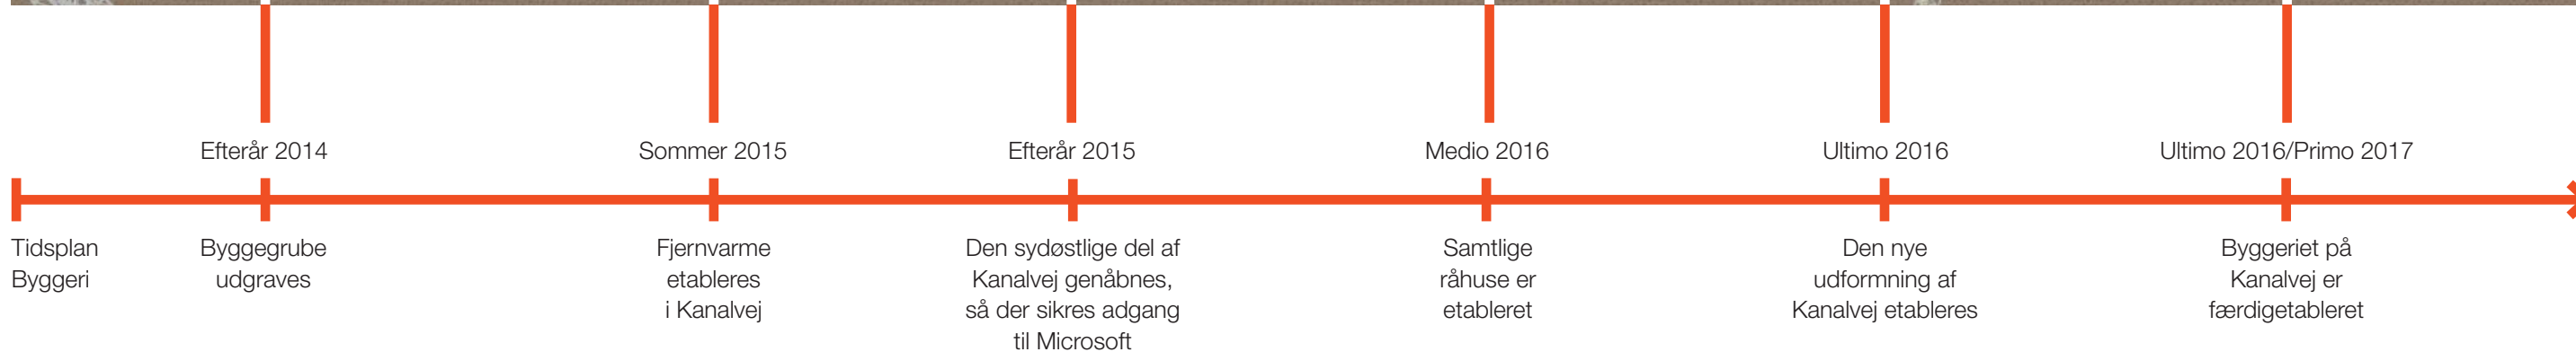 Efterår 2014
Sommer 2015
Efterår 2015
Medio 2016
Ultimo 2016
Ultimo 2016/Primo 2017
Tidsplan
Byggeri
Byggegrube
udgraves
Fjernvarme
etableres
i Kanalvej
Den sydøstlige del af
Kanalvej genåbnes,
så der sikres adgang
til Microsoft
Samtlige
råhuse er
etableret
Den nye
udformning af
Kanalvej etableres
Byggeriet på
Kanalvej er
færdigetableret